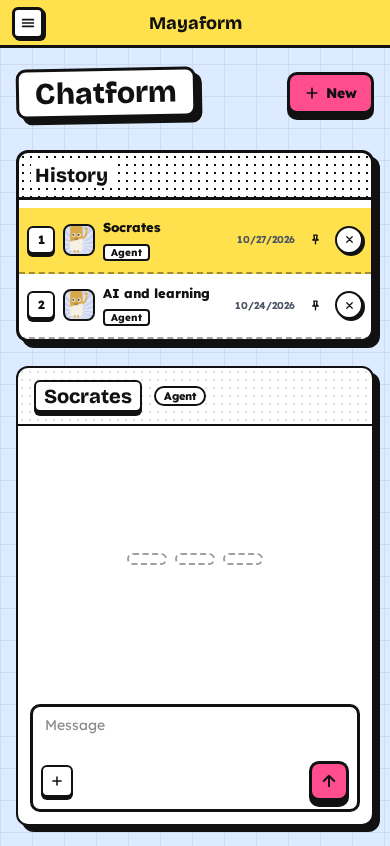 Mayaform
Chatform
New
History
1
Socrates
Agent
10/27/2026
2
AI and learning
Agent
10/24/2026
Socrates
Agent
Message